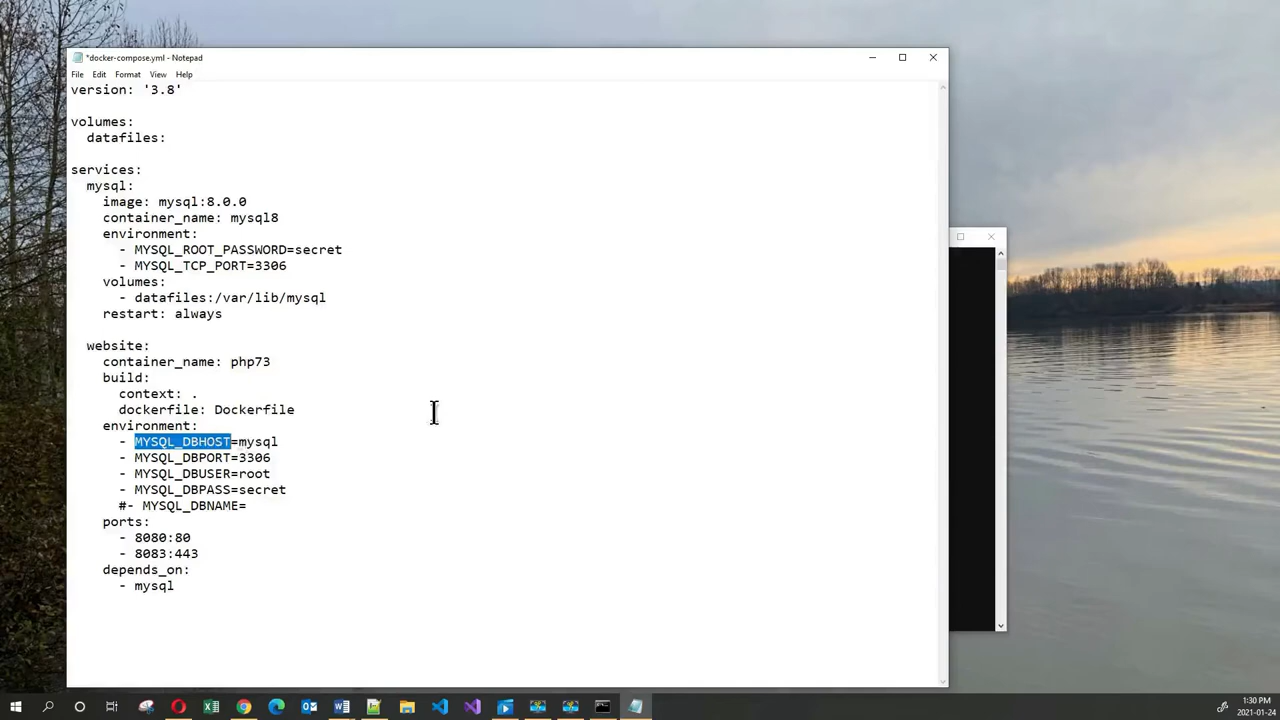 *docker-compose.yml - Notepad
File Edit Format View Help
version: '3.8'
volumes:
datafiles:
services:
mysql:
image: mysql:8.0.0
container_name: mysql8
environment:
- MYSQL_ROOT_PASSWORD=secret
- MYSQL_TCP_PORT=3306
volumes:
- datafiles:/var/lib/mysql
restart: always
website:
container_name: php73
build:
context: .
dockerfile: Dockerfile
environment:
- MYSQL_DBHOST=mysql
- MYSQL_DBPORT=3306
- MYSQL_DBUSER=root
- MYSQL_DBPASS=secret
#- MYSQL_DBNAME=
ports:
- 8080:80
- 8083:443
depends_on:
- mysql
1:30 PM
2021-01-24